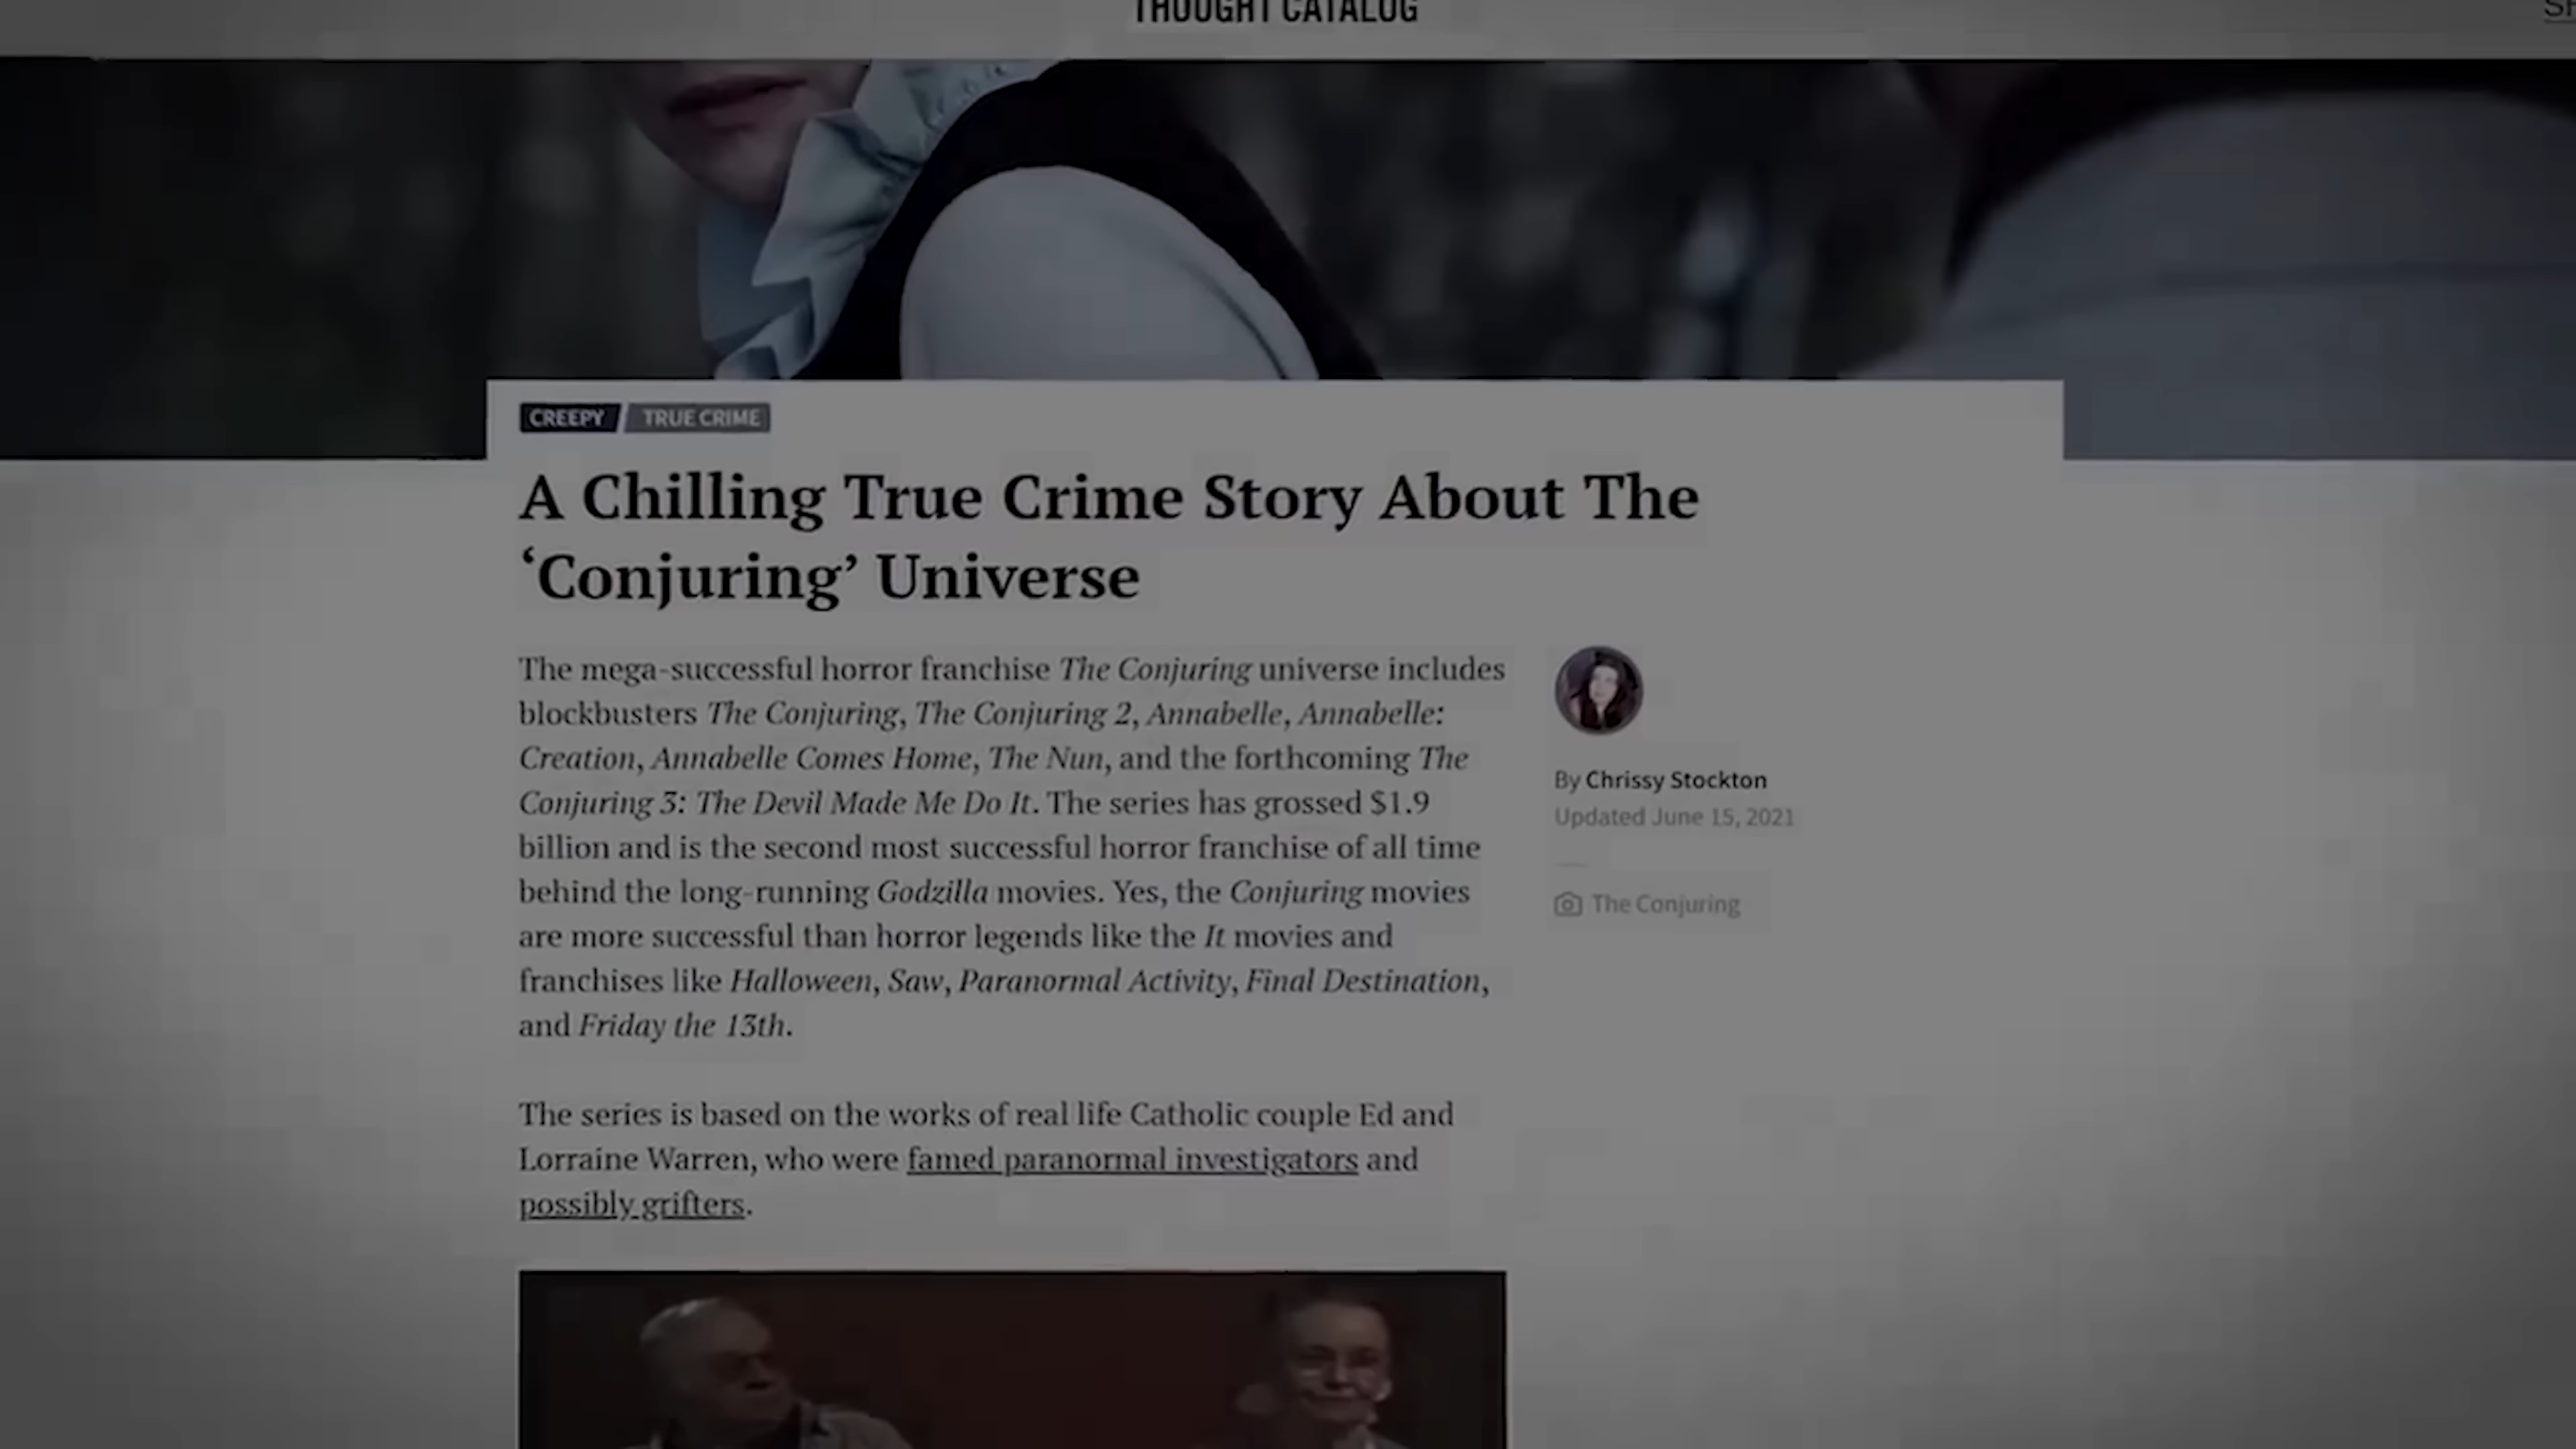 THOUGHT CATALOG
CREEPY TRUE CRIME
A Chilling True Crime Story About The
‘Conjuring’ Universe
The mega-successful horror franchise The Conjuring universe includes
blockbusters The Conjuring, The Conjuring 2, Annabelle, Annabelle:
Creation, Annabelle Comes Home, The Nun, and the forthcoming The
Conjuring 3: The Devil Made Me Do It. The series has grossed $1.9
billion and is the second most successful horror franchise of all time
behind the long-running Godzilla movies. Yes, the Conjuring movies
are more successful than horror legends like the It movies and
franchises like Halloween, Saw, Paranormal Activity, Final Destination,
and Friday the 13th.
The series is based on the works of real life Catholic couple Ed and
Lorraine Warren, who were famed paranormal investigators and
possibly grifters.
By Chrissy Stockton
Updated June 15, 2021
The Conjuring